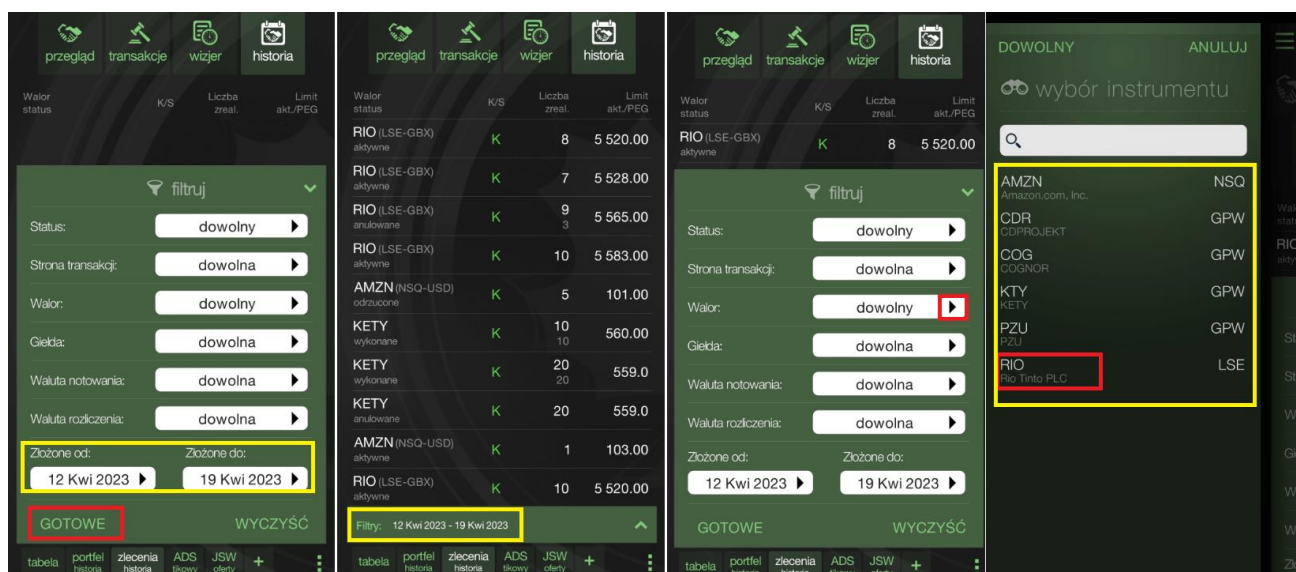 przegląd transakcje wizjer historia
Walor status K/S Liczba zreal. Limit akt./PEG
filtruj
Status: dowolny
Strona transakcji: dowolna
Walor: dowolny
Giełda: dowolna
Waluta notowania: dowolna
Waluta rozliczenia: dowolna
Złożone od: Złożone do:
12 Kwi 2023 19 Kwi 2023
GOTOWE WYCZYŚĆ
tabela portfel historia zlecenia historia ADS tikowy JSW oferty +
przegląd transakcje wizjer historia
Walor status K/S Liczba zreal. Limit akt./PEG
RIO (LSE-GBX) K 8 5 520.00
aktywne
RIO (LSE-GBX) K 7 5 528.00
aktywne
RIO (LSE-GBX) K 9 5 565.00
anulowane 3
RIO (LSE-GBX) K 10 5 583.00
aktywne
AMZN (NSQ-USD) K 5 101.00
odrzucone
KETY K 10 560.00
wykonane 10
KETY K 20 559.0
wykonane 20
KETY K 20 559.0
anulowane
AMZN (NSQ-USD) K 1 103.00
aktywne
RIO (LSE-GBX) K 10 5 520.00
aktywne
Filtry: 12 Kwi 2023 - 19 Kwi 2023
tabela portfel historia zlecenia historia ADS tikowy JSW oferty +
przegląd transakcje wizjer historia
Walor status K/S Liczba zreal. Limit akt./PEG
RIO (LSE-GBX) K 8 5 520.00
aktywne
filtruj
Status: dowolny
Strona transakcji: dowolna
Walor: dowolny
Giełda: dowolna
Waluta notowania: dowolna
Waluta rozliczenia: dowolna
Złożone od: Złożone do:
12 Kwi 2023 19 Kwi 2023
GOTOWE WYCZYŚĆ
tabela portfel historia zlecenia historia ADS tikowy JSW oferty +
DOWOLNY ANULUJ
wybór instrumentu
AMZN NSQ
Amazon.com, Inc.
CDR GPW
CDPROJEKT
COG GPW
COGNOR
KTY GPW
KETY
PZU GPW
PZU
RIO LSE
Rio Tinto PLC